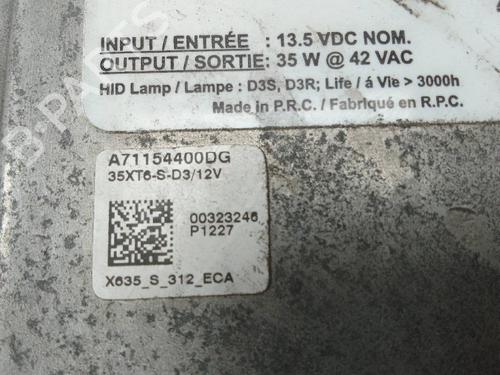 INPUT / ENTRÉE : 13.5 VDC NOM.
OUTPUT / SORTIE: 35 W @ 42 VAC
HID Lamp / Lampe : D3S, D3R; Life / á Vie > 3000h
Made in P.R.C. / Fabriqué en R.P.C.
A71154400DG
35XT6-S-D3/12V
00323246
P1227
X635_S_312_ECA
B-PARTS